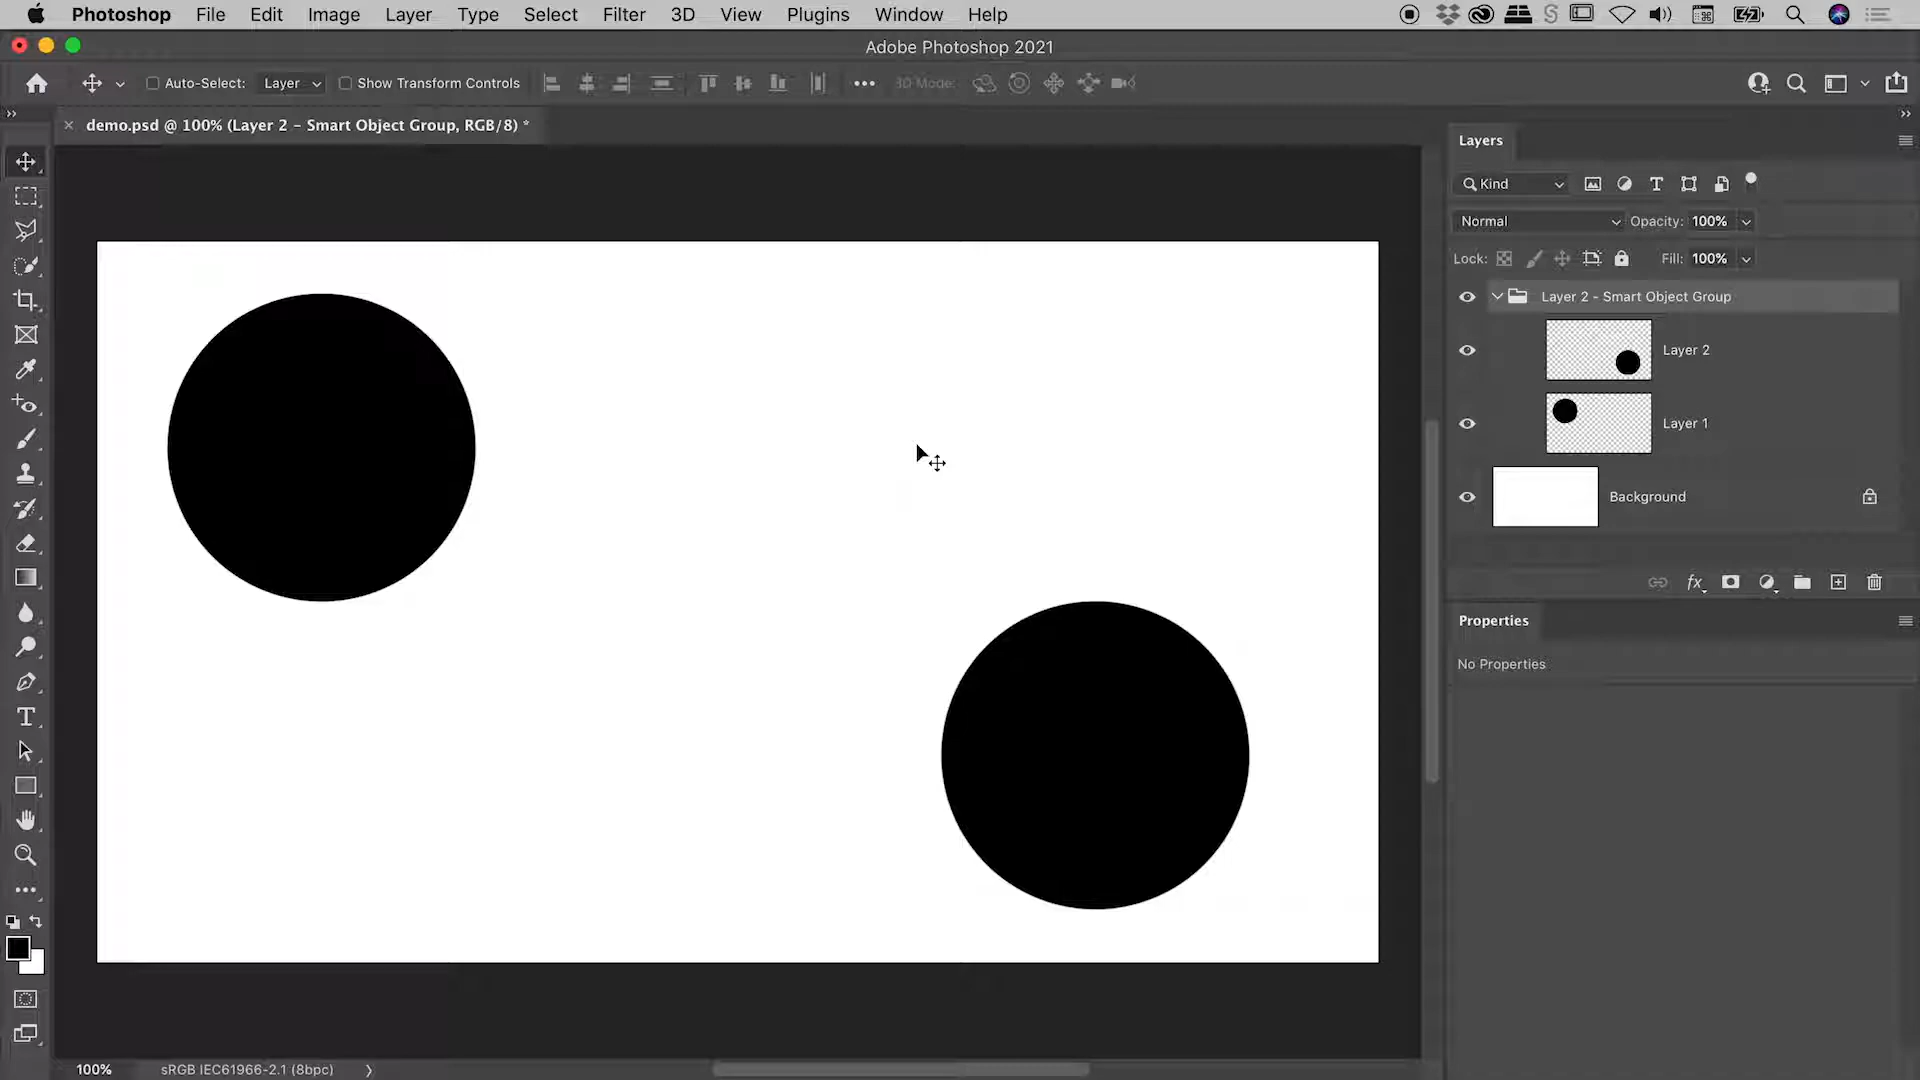 Photoshop File Edit Image Layer Type Select Filter 3D View Plugins Window Help
Adobe Photoshop 2021
Auto-Select: Layer Show Transform Controls ••• 3D Mode:
demo.psd @ 100% (Layer 2 - Smart Object Group, RGB/8) *
Layers
Kind
Normal Opacity: 100%
Lock: Fill: 100%
Layer 2 - Smart Object Group
Layer 2
Layer 1
Background
fx
Properties
No Properties
100% sRGB IEC61966-2.1 (8bpc)